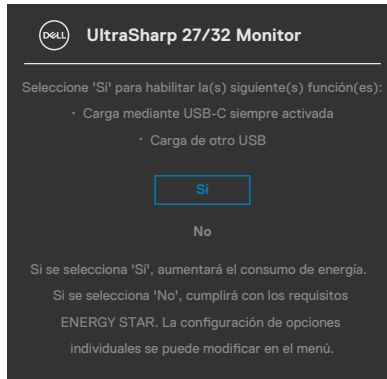 DELL
UltraSharp 27/32 Monitor
Seleccione 'Sí' para habilitar la(s) siguiente(s) función(es):
· Carga mediante USB-C siempre activada
· Carga de otro USB
Sí
No
Si se selecciona 'Sí', aumentará el consumo de energía.
Si se selecciona 'No', cumplirá con los requisitos
ENERGY STAR. La configuración de opciones
individuales se puede modificar en el menú.